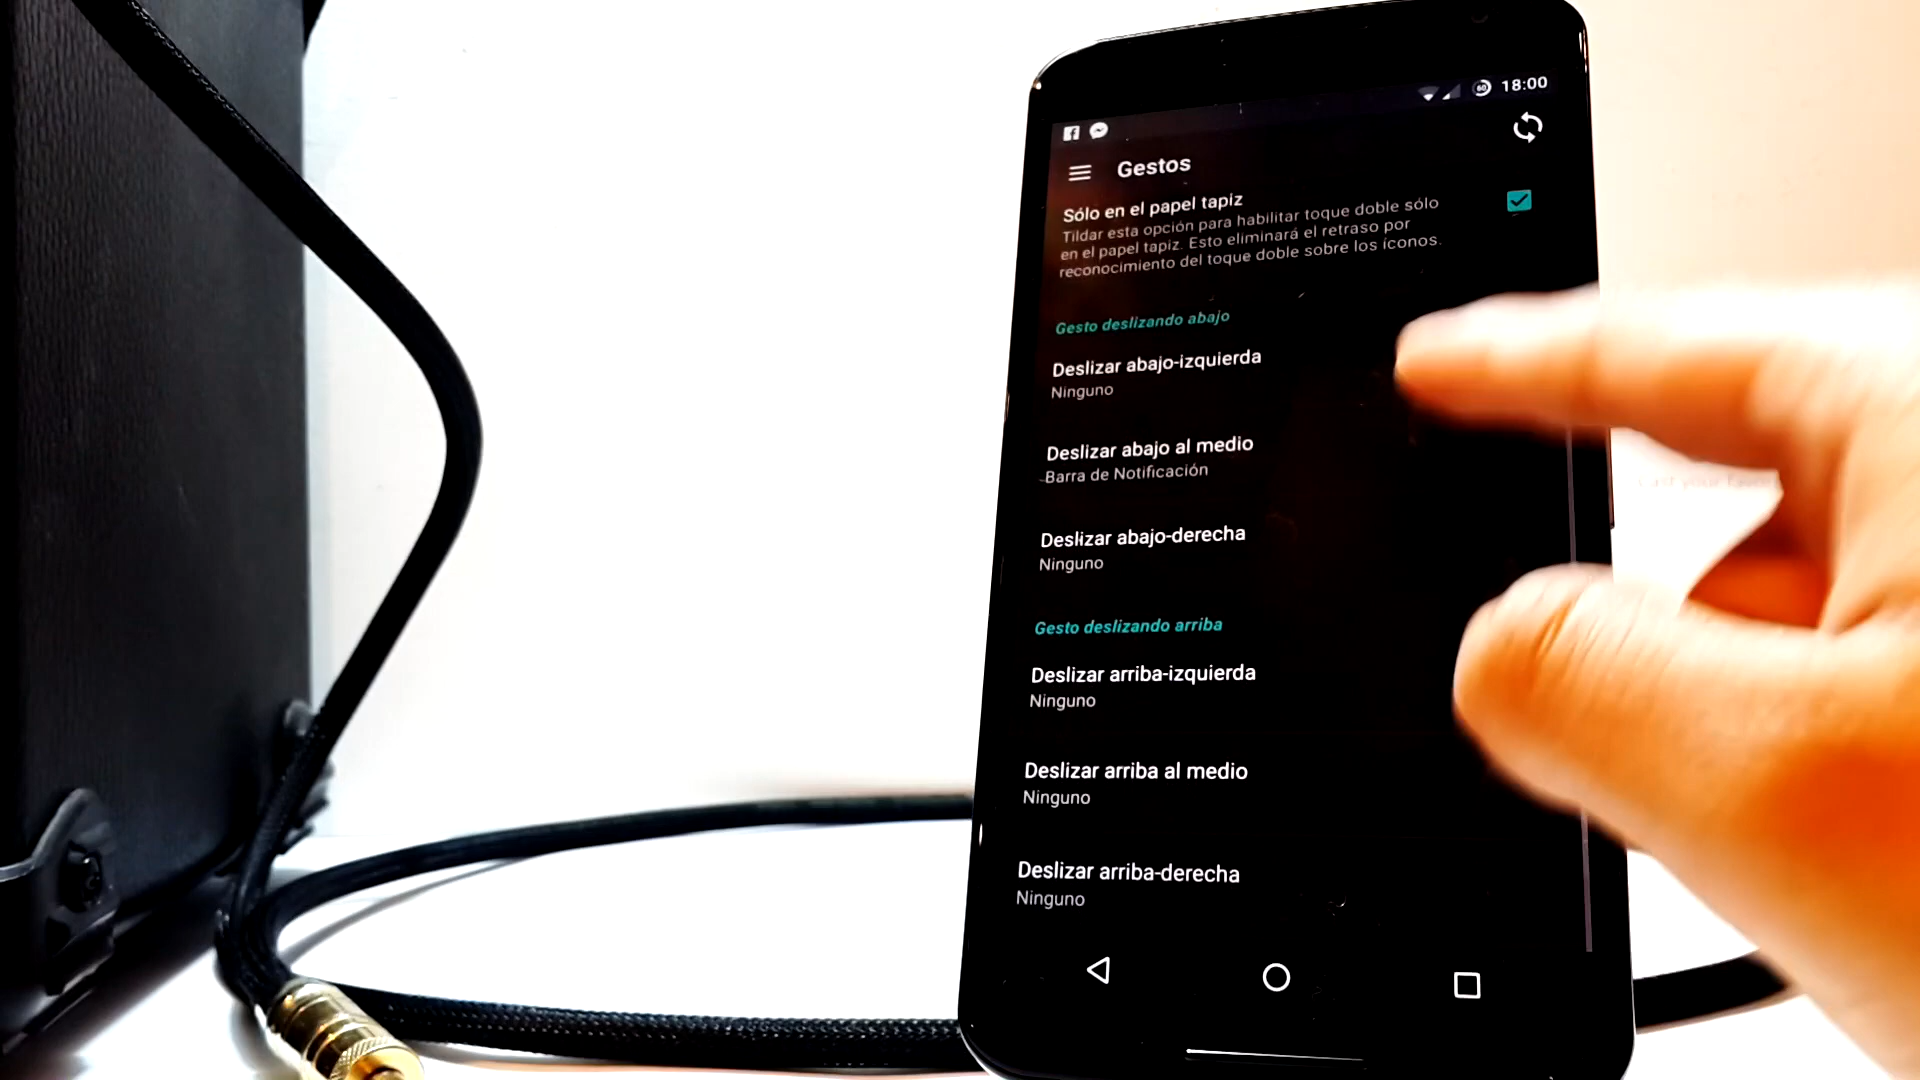 60 18:00
Gestos
Sólo en el papel tapiz
Tildar esta opción para habilitar toque doble sólo
en el papel tapiz. Esto eliminará el retraso por
reconocimiento del toque doble sobre los íconos.
Gesto deslizando abajo
Deslizar abajo-izquierda
Ninguno
Deslizar abajo al medio
Barra de Notificación
Deslizar abajo-derecha
Ninguno
Gesto deslizando arriba
Deslizar arriba-izquierda
Ninguno
Deslizar arriba al medio
Ninguno
Deslizar arriba-derecha
Ninguno